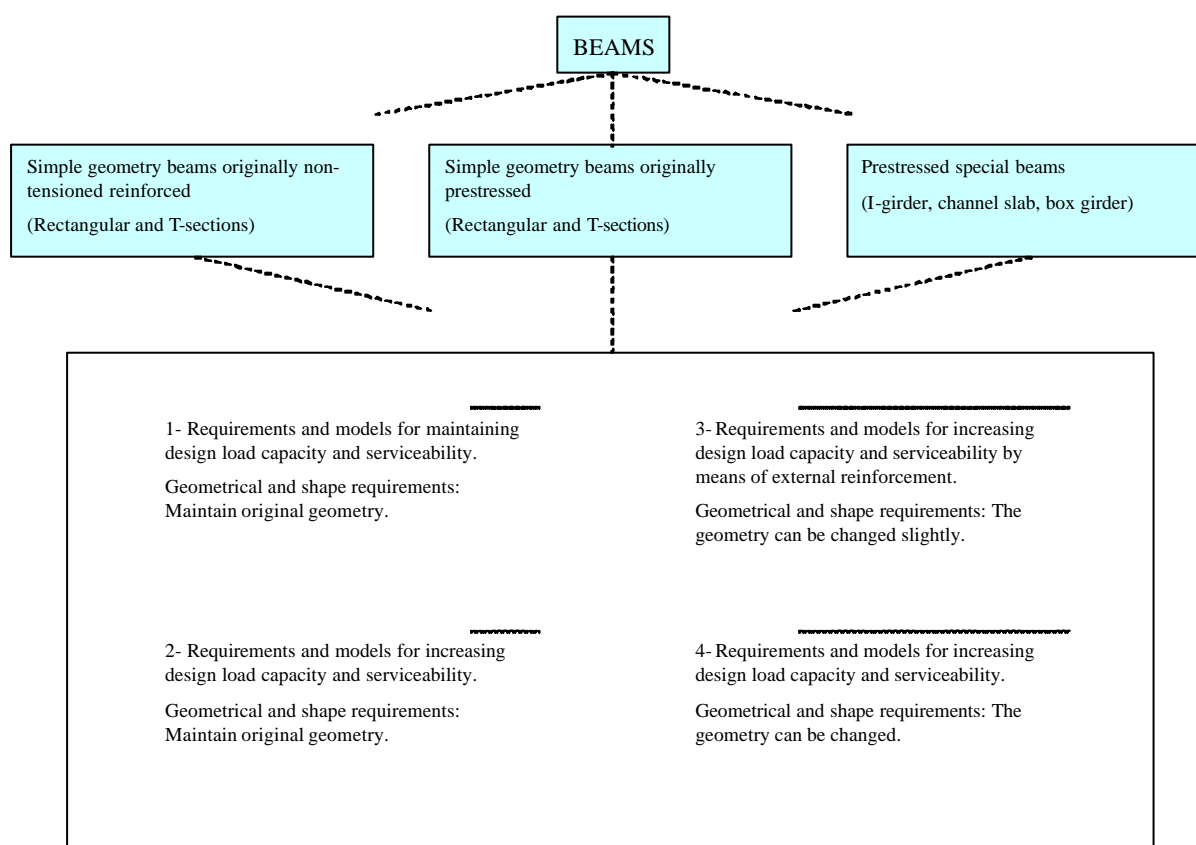 BEAMS
Simple geometry beams originally non-
tensioned reinforced
(Rectangular and T-sections)
Simple geometry beams originally
prestressed
(Rectangular and T-sections)
Prestressed special beams
(I-girder, channel slab, box girder)
1- Requirements and models for maintaining
design load capacity and serviceability.
Geometrical and shape requirements:
Maintain original geometry.
3- Requirements and models for increasing
design load capacity and serviceability by
means of external reinforcement.
Geometrical and shape requirements: The
geometry can be changed slightly.
2- Requirements and models for increasing
design load capacity and serviceability.
Geometrical and shape requirements:
Maintain original geometry.
4- Requirements and models for increasing
design load capacity and serviceability.
Geometrical and shape requirements: The
geometry can be changed.